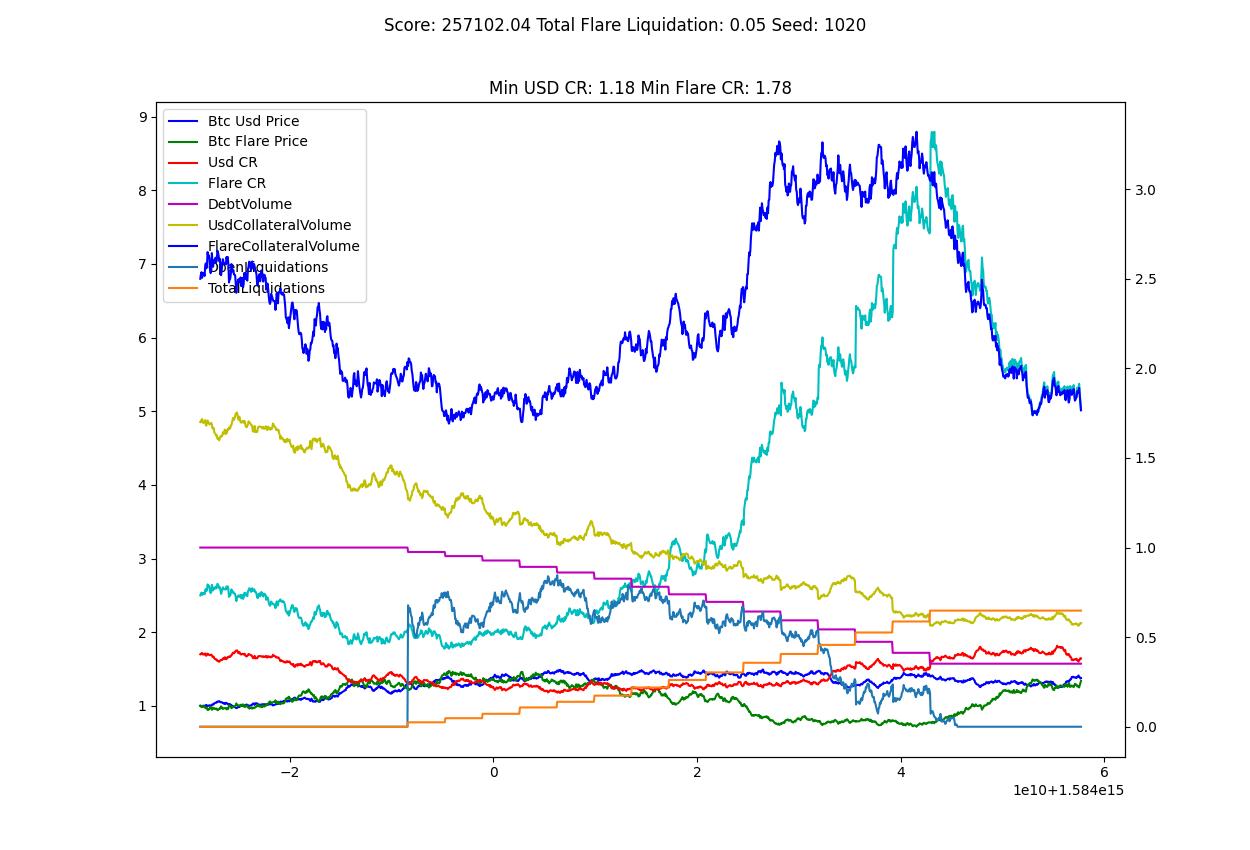 Score: 257102.04 Total Flare Liquidation: 0.05 Seed: 1020
Min USD CR: 1.18 Min Flare CR: 1.78
Btc Usd Price
Btc Flare Price
Usd CR
Flare CR
DebtVolume
UsdCollateralVolume
FlareCollateralVolume
OpenLiquidations
TotalLiquidations
9
8
7
6
5
4
3
2
1
3.0
2.5
2.0
1.5
1.0
0.5
0.0
−2 0 2 4 6
1e10+1.584e15